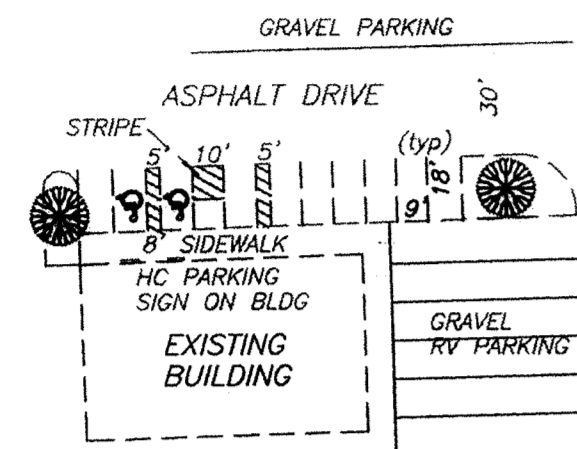 GRAVEL PARKING
ASPHALT DRIVE
30'
STRIPE
5' 10' 5' (typ)
18'
9'
8' SIDEWALK
HC PARKING
SIGN ON BLDG
EXISTING
BUILDING
GRAVEL
RV PARKING